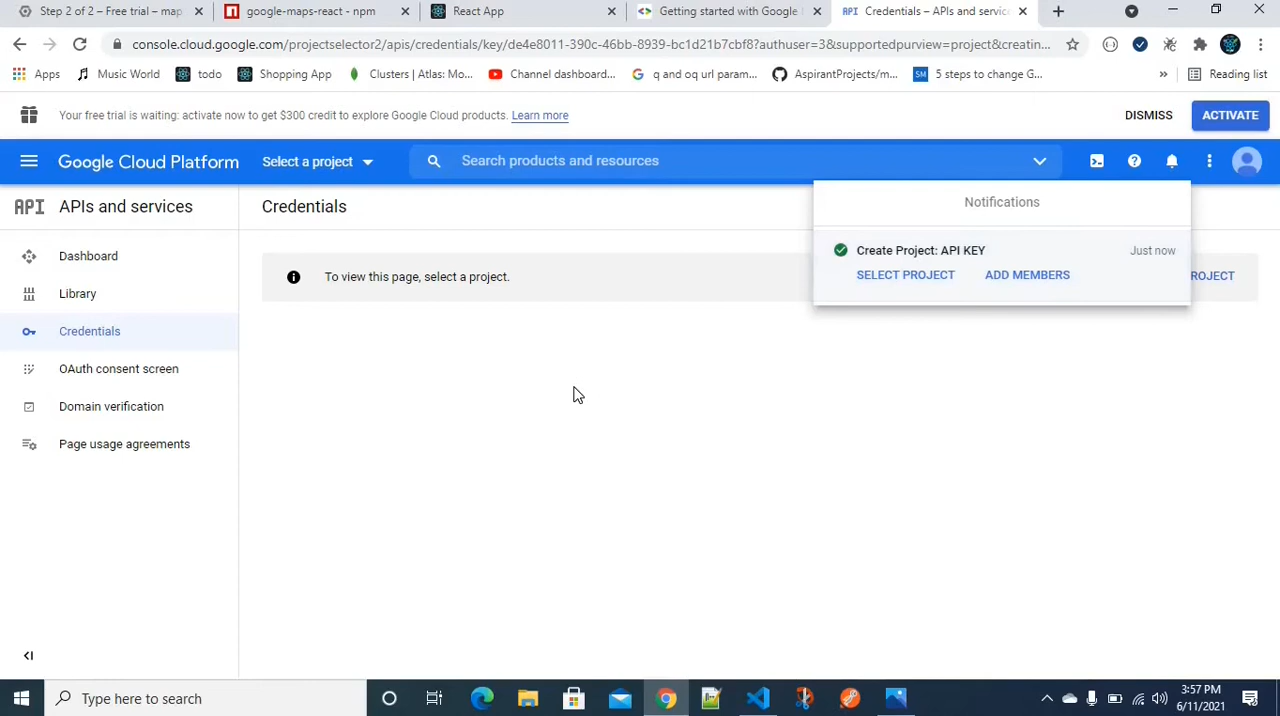 Step 2 of 2 – Free trial – map
google-maps-react - npm
React App
Getting started with Google
API Credentials – APIs and servic
console.cloud.google.com/projectselector2/apis/credentials/key/de4e8011-390c-46bb-8939-bc1d21b7cbf8?authuser=3&supportedpurview=project&creatin...
Apps
Music World
todo
Shopping App
Clusters | Atlas: Mo...
Channel dashboard...
q and oq url param...
AspirantProjects/m...
SM 5 steps to change G...
»
Reading list
Your free trial is waiting: activate now to get $300 credit to explore Google Cloud products. Learn more
DISMISS
ACTIVATE
Google Cloud Platform
Select a project
Search products and resources
API APIs and services
Credentials
Notifications
Dashboard
Library
Credentials
OAuth consent screen
Domain verification
Page usage agreements
To view this page, select a project.
Create Project: API KEY
Just now
SELECT PROJECT
ADD MEMBERS
ROJECT
Type here to search
3:57 PM
6/11/2021